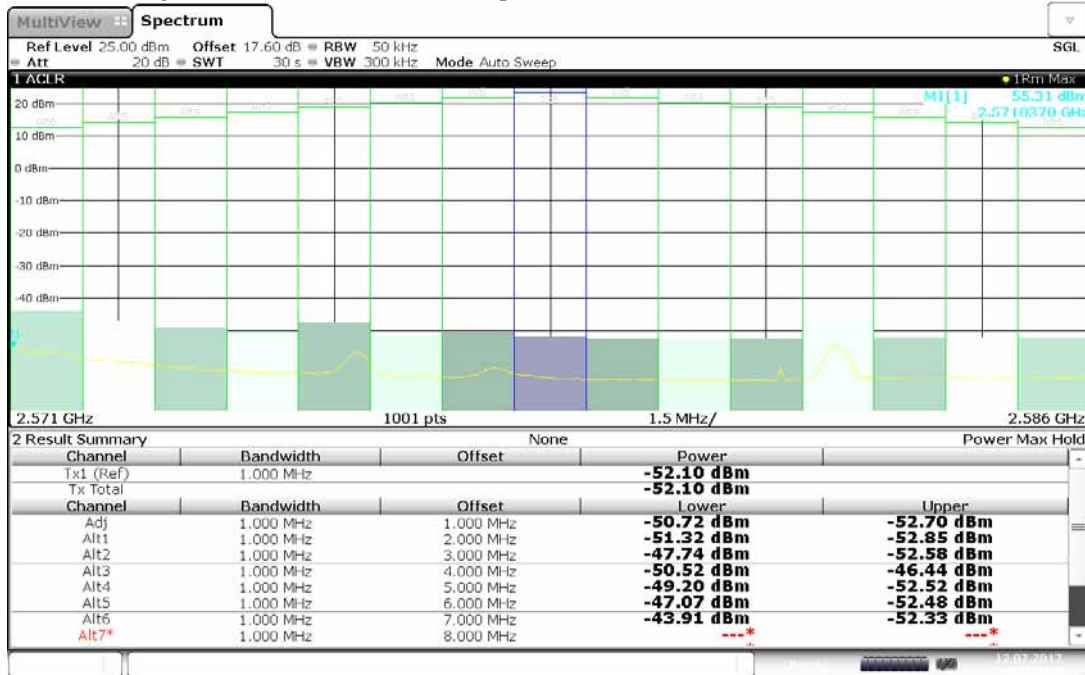 MultiView Spectrum
Ref Level 25.00 dBm Offset 17.60 dB RBW 50 kHz SGL
Att 20 dB SWT 30 s VBW 300 kHz Mode Auto Sweep
1 ACLR 1Rm Max
M1[1] 55.31 dBm
2.5710370 GHz
20 dBm
10 dBm
0 dBm
-10 dBm
-20 dBm
-30 dBm
-40 dBm
2.571 GHz 1001 pts 1.5 MHz/ 2.586 GHz
2 Result Summary None Power Max Hold
Channel Bandwidth Offset Power
Tx1 (Ref) 1.000 MHz -52.10 dBm
Tx Total -52.10 dBm
Channel Bandwidth Offset Lower Upper
Adj 1.000 MHz 1.000 MHz -50.72 dBm -52.70 dBm
Alt1 1.000 MHz 2.000 MHz -51.32 dBm -52.85 dBm
Alt2 1.000 MHz 3.000 MHz -47.74 dBm -52.58 dBm
Alt3 1.000 MHz 4.000 MHz -50.52 dBm -46.44 dBm
Alt4 1.000 MHz 5.000 MHz -49.20 dBm -52.52 dBm
Alt5 1.000 MHz 6.000 MHz -47.07 dBm -52.48 dBm
Alt6 1.000 MHz 7.000 MHz -43.91 dBm -52.33 dBm
Alt7* 1.000 MHz 8.000 MHz ---* ---*
12.07.2017